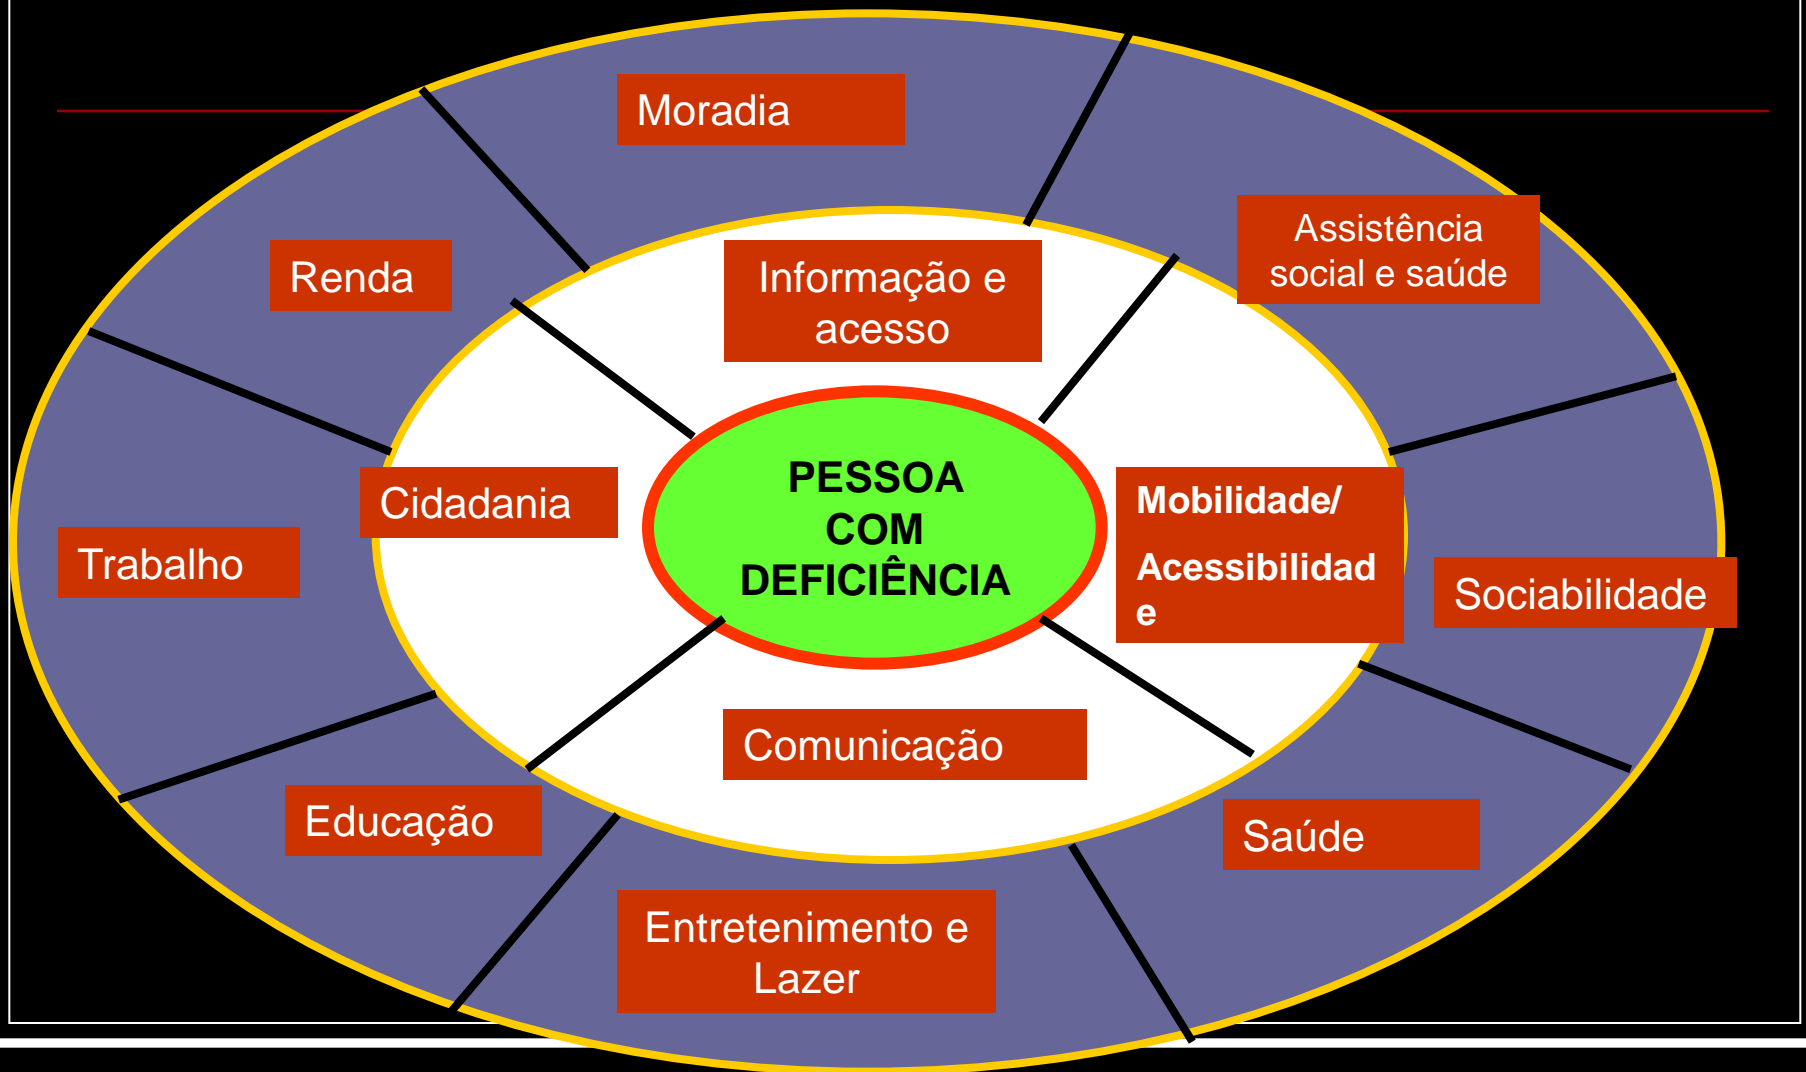 Moradia
Assistência
social e saúde
Renda
Informação e
acesso
PESSOA
COM
DEFICIÊNCIA
Cidadania
Mobilidade/
Acessibilidad
e
Trabalho
Sociabilidade
Comunicação
Educação
Saúde
Entretenimento e
Lazer